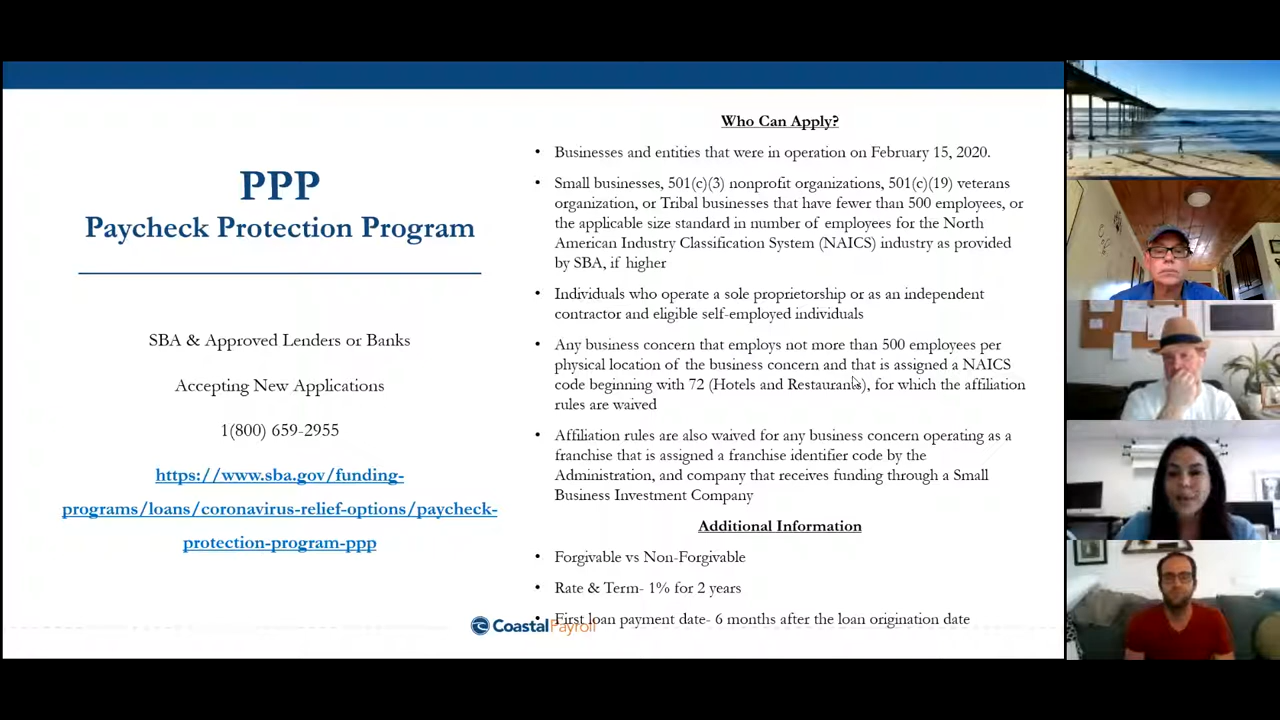 PPP
Paycheck Protection Program
SBA & Approved Lenders or Banks
Accepting New Applications
1(800) 659-2955
https://www.sba.gov/funding-
programs/loans/coronavirus-relief-options/paycheck-
protection-program-ppp
Who Can Apply?
• Businesses and entities that were in operation on February 15, 2020.
• Small businesses, 501(c)(3) nonprofit organizations, 501(c)(19) veterans
organization, or Tribal businesses that have fewer than 500 employees, or
the applicable size standard in number of employees for the North
American Industry Classification System (NAICS) industry as provided
by SBA, if higher
• Individuals who operate a sole proprietorship or as an independent
contractor and eligible self-employed individuals
• Any business concern that employs not more than 500 employees per
physical location of the business concern and that is assigned a NAICS
code beginning with 72 (Hotels and Restaurants), for which the affiliation
rules are waived
• Affiliation rules are also waived for any business concern operating as a
franchise that is assigned a franchise identifier code by the
Administration, and company that receives funding through a Small
Business Investment Company
Additional Information
• Forgivable vs Non-Forgivable
• Rate & Term- 1% for 2 years
• First loan payment date- 6 months after the loan origination date
CoastalPayroll